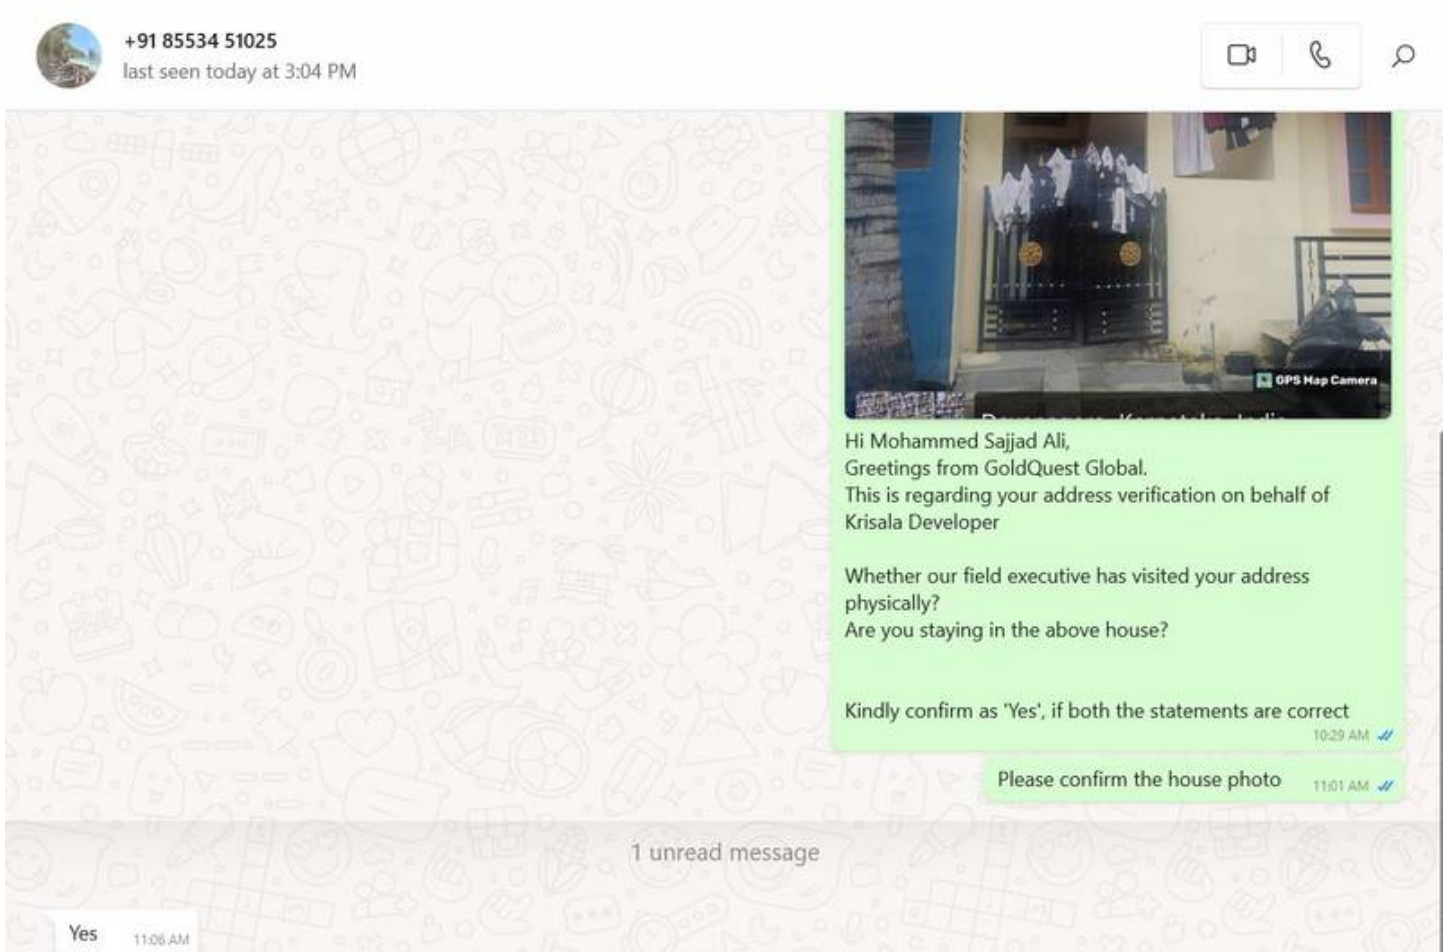 +91 85534 51025
last seen today at 3:04 PM
GPS Map Camera
Karnataka, India
Hi Mohammed Sajjad Ali,
Greetings from GoldQuest Global.
This is regarding your address verification on behalf of
Krisala Developer
Whether our field executive has visited your address
physically?
Are you staying in the above house?
Kindly confirm as 'Yes', if both the statements are correct
10:29 AM
Please confirm the house photo 11:01 AM
1 unread message
Yes 11:06 AM